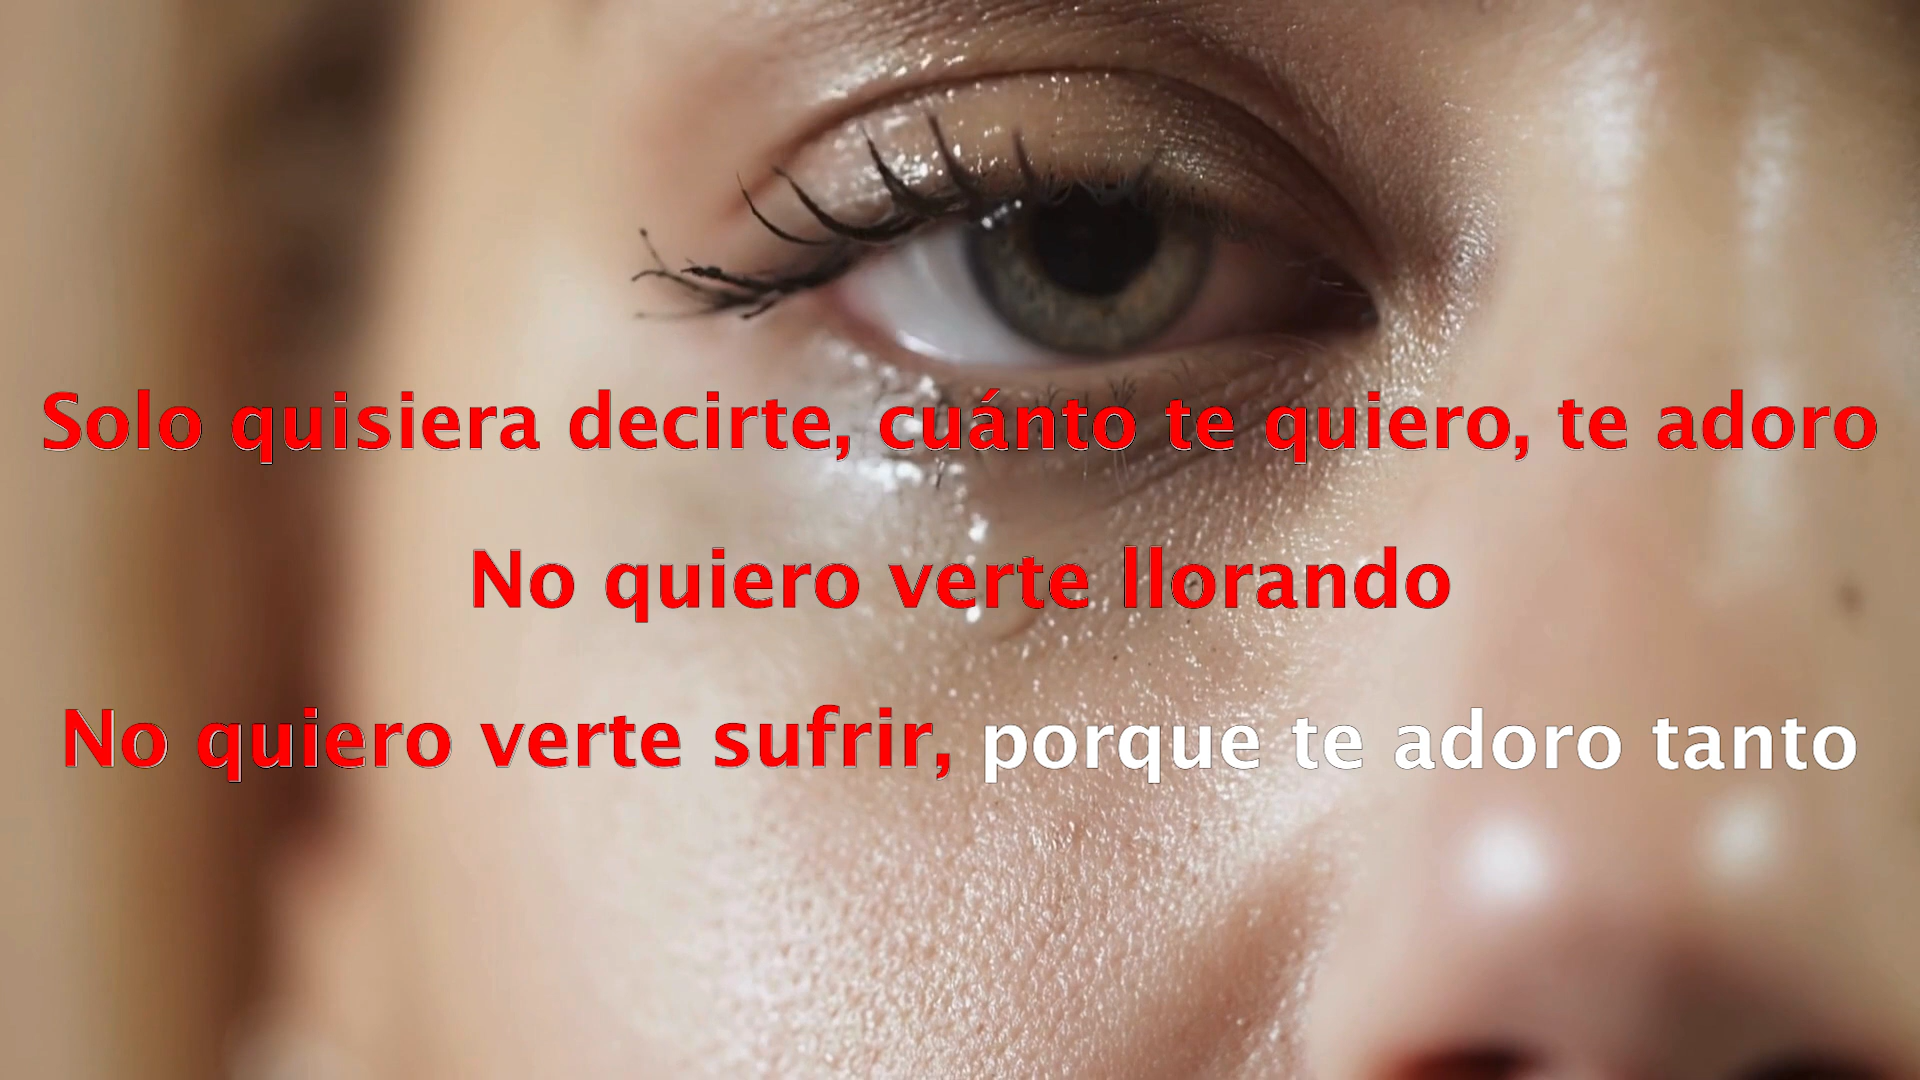 Solo quisiera decirte, cuánto te quiero, te adoro
No quiero verte llorando
No quiero verte sufrir, porque te adoro tanto